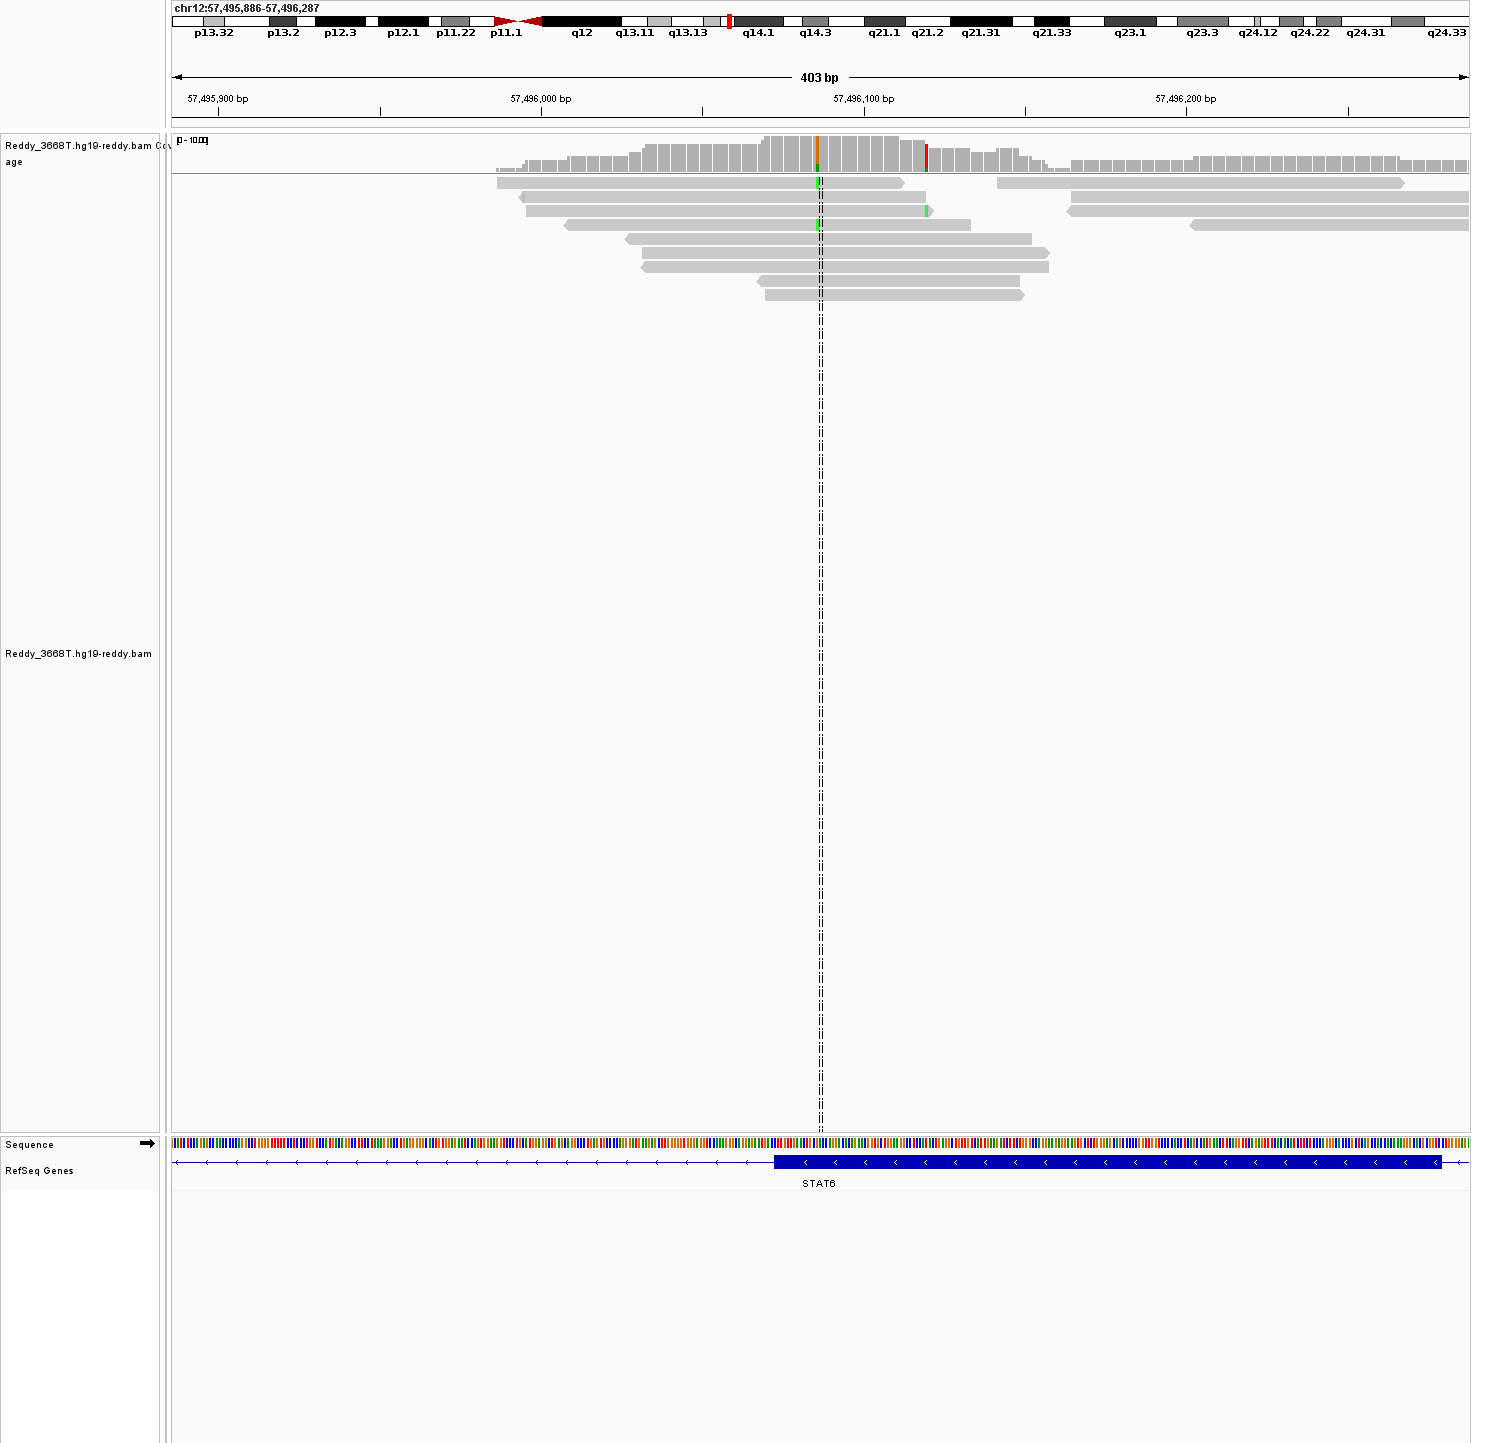 chr12:57,495,886-57,496,287
p13.32 p13.2 p12.3 p12.1 p11.22 p11.1 q12 q13.11 q13.13 q14.1 q14.3 q21.1 q21.2 q21.31 q21.33 q23.1 q23.3 q24.12 q24.22 q24.31 q24.33
403 bp
57,495,900 bp 57,496,000 bp 57,496,100 bp 57,496,200 bp
Reddy_3668T.hg19-reddy.bam Cov
age
[0 - 10.00]
Reddy_3668T.hg19-reddy.bam
Sequence
RefSeq Genes
STAT6